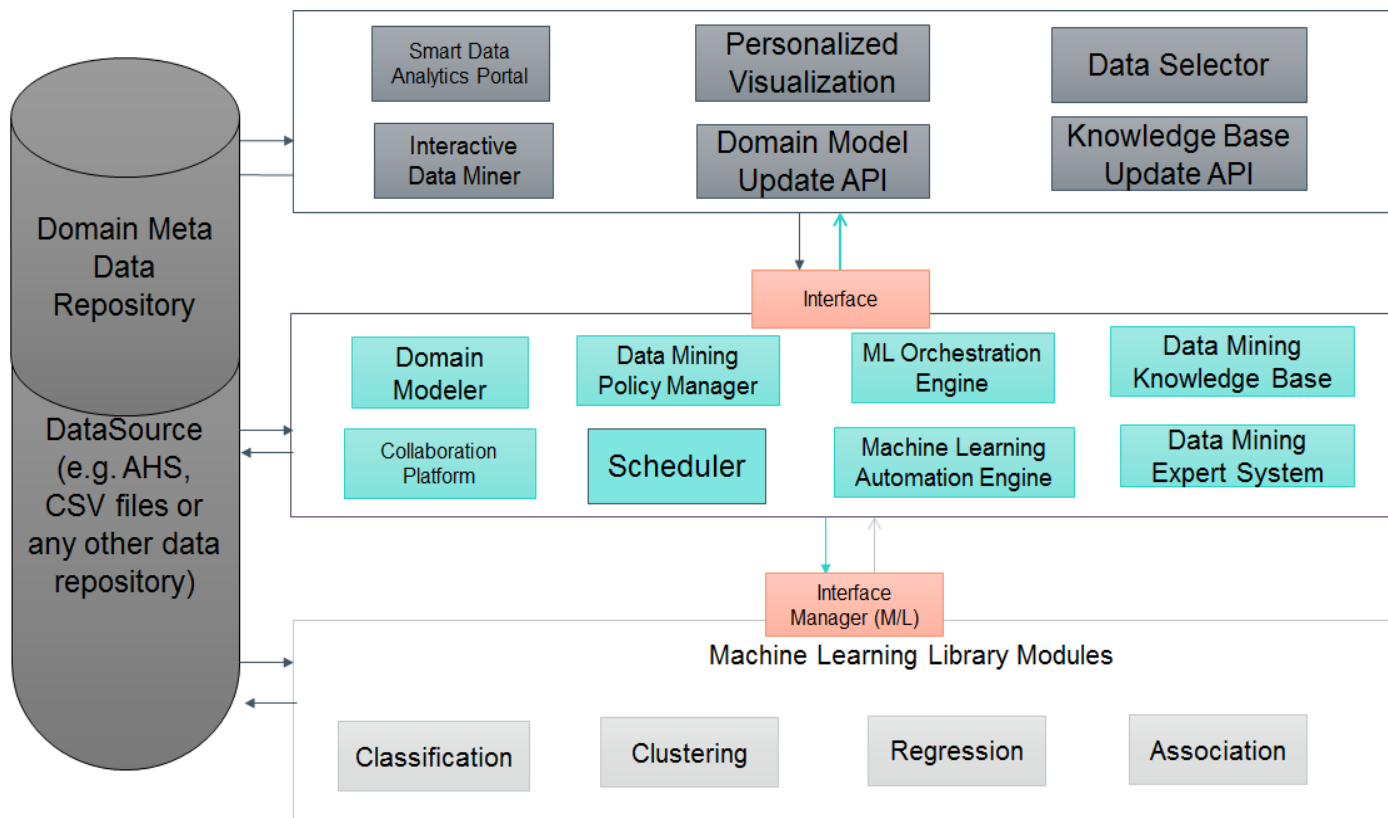 Smart Data
Analytics Portal
Personalized
Visualization
Data Selector
Interactive
Data Miner
Domain Model
Update API
Knowledge Base
Update API
Domain Meta
Data
Repository
Interface
Domain
Modeler
Data Mining
Policy Manager
ML Orchestration
Engine
Data Mining
Knowledge Base
DataSource
(e.g. AHS,
CSV files or
any other data
repository)
Collaboration
Platform
Scheduler
Machine Learning
Automation Engine
Data Mining
Expert System
Interface
Manager (M/L)
Machine Learning Library Modules
Classification
Clustering
Regression
Association